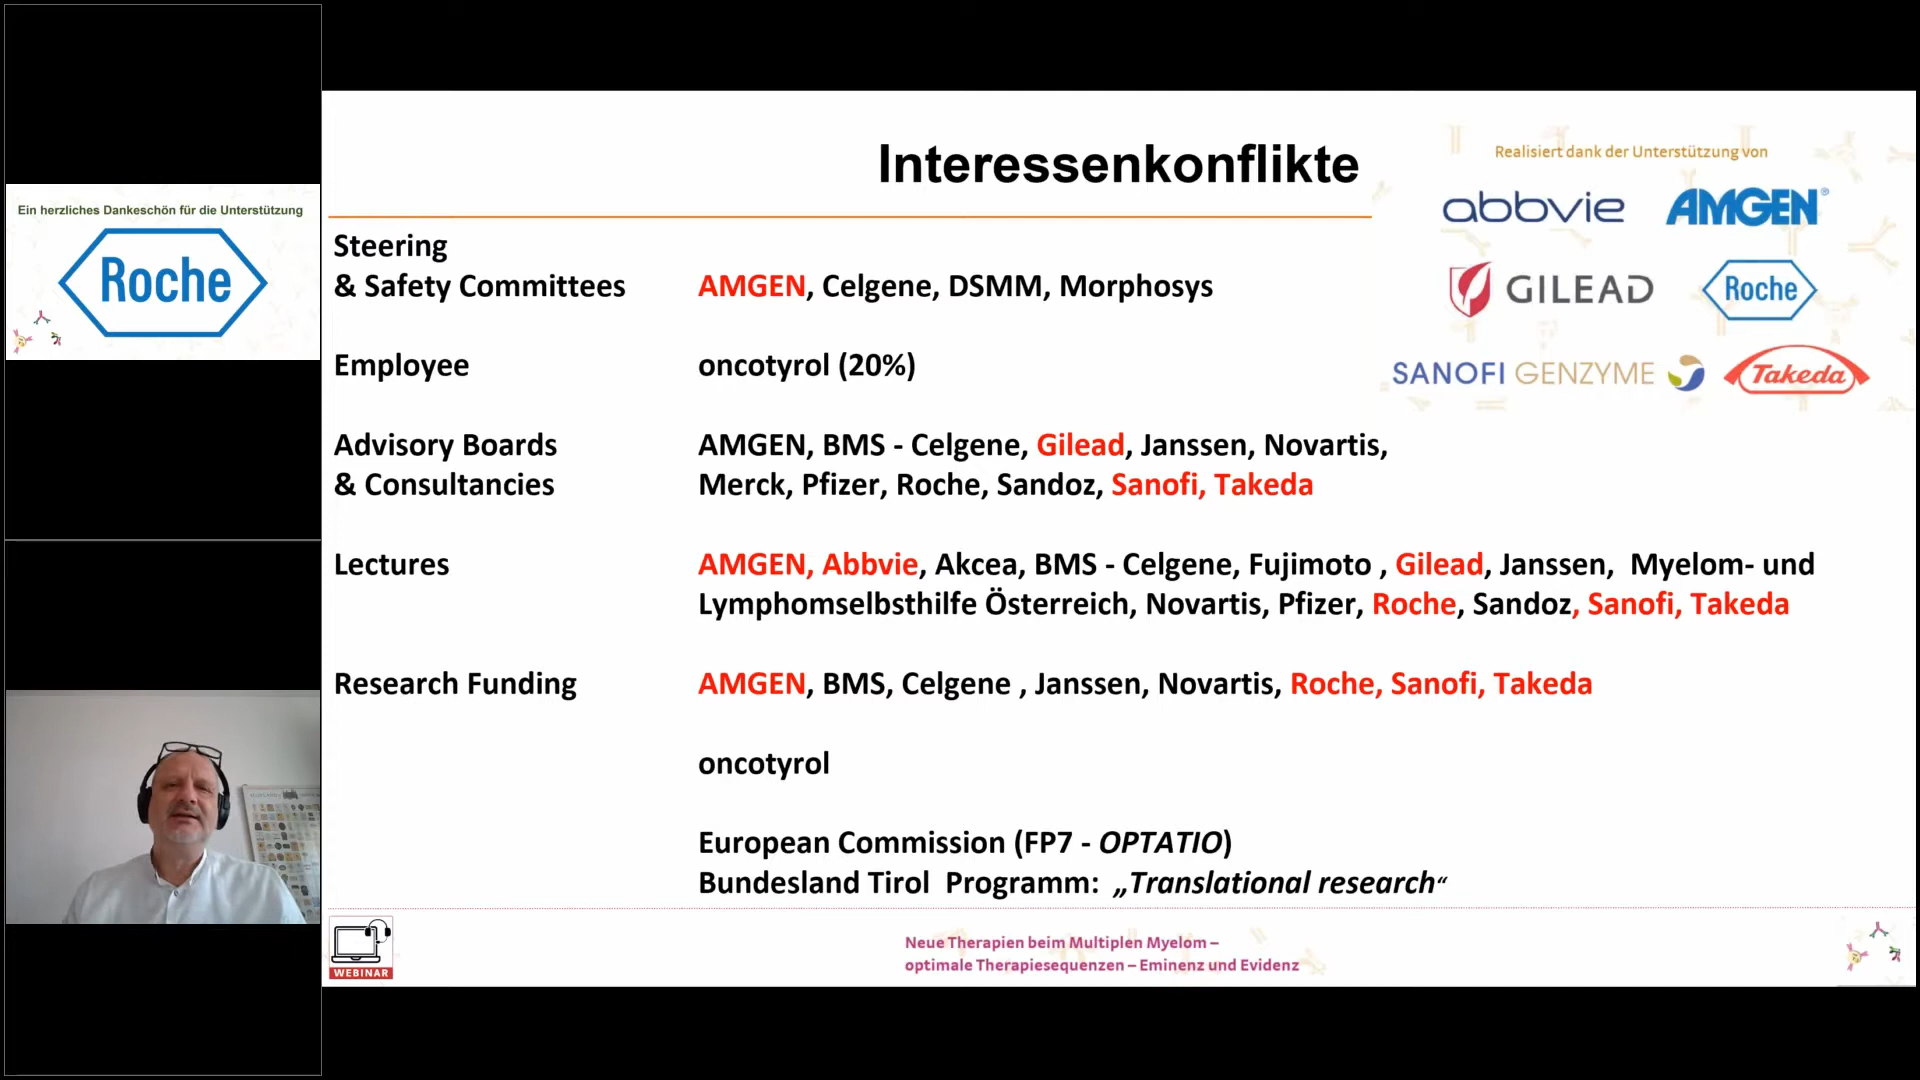 Ein herzliches Dankeschön für die Unterstützung
Roche
Interessenkonflikte
Realisiert dank der Unterstützung von
abbvie AMGEN®
GILEAD Roche
SANOFI GENZYME Takeda
Steering
& Safety Committees AMGEN, Celgene, DSMM, Morphosys
Employee oncotyrol (20%)
Advisory Boards AMGEN, BMS - Celgene, Gilead, Janssen, Novartis,
& Consultancies Merck, Pfizer, Roche, Sandoz, Sanofi, Takeda
Lectures AMGEN, Abbvie, Akcea, BMS - Celgene, Fujimoto , Gilead, Janssen, Myelom- und
Lymphomselbsthilfe Österreich, Novartis, Pfizer, Roche, Sandoz, Sanofi, Takeda
Research Funding AMGEN, BMS, Celgene , Janssen, Novartis, Roche, Sanofi, Takeda
oncotyrol
European Commission (FP7 - OPTATIO)
Bundesland Tirol Programm: „Translational research“
WEBINAR
Neue Therapien beim Multiplen Myelom –
optimale Therapiesequenzen – Eminenz und Evidenz